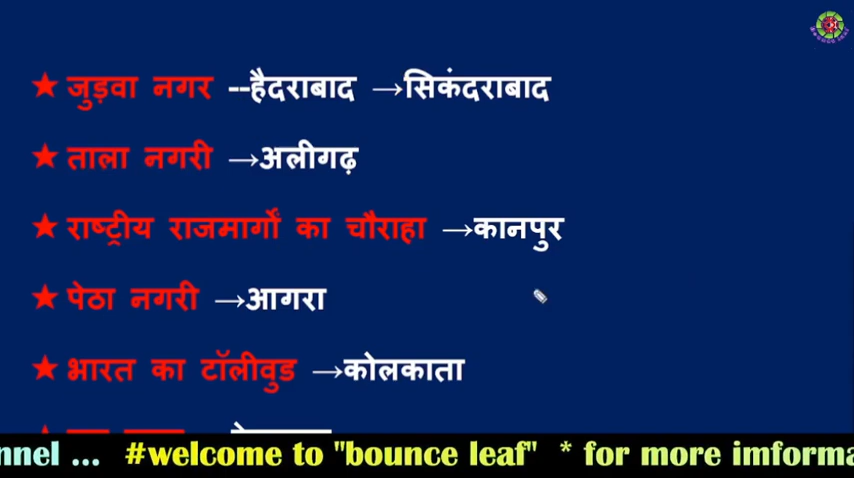 ★ जुड़वा नगर --हैदराबाद →सिकंदराबाद
★ ताला नगरी →अलीगढ़
★ राष्ट्रीय राजमार्गों का चौराहा →कानपुर
★ पेठा नगरी →आगरा
★ भारत का टॉलीवुड →कोलकाता
nnel ... #welcome to "bounce leaf" * for more imforma